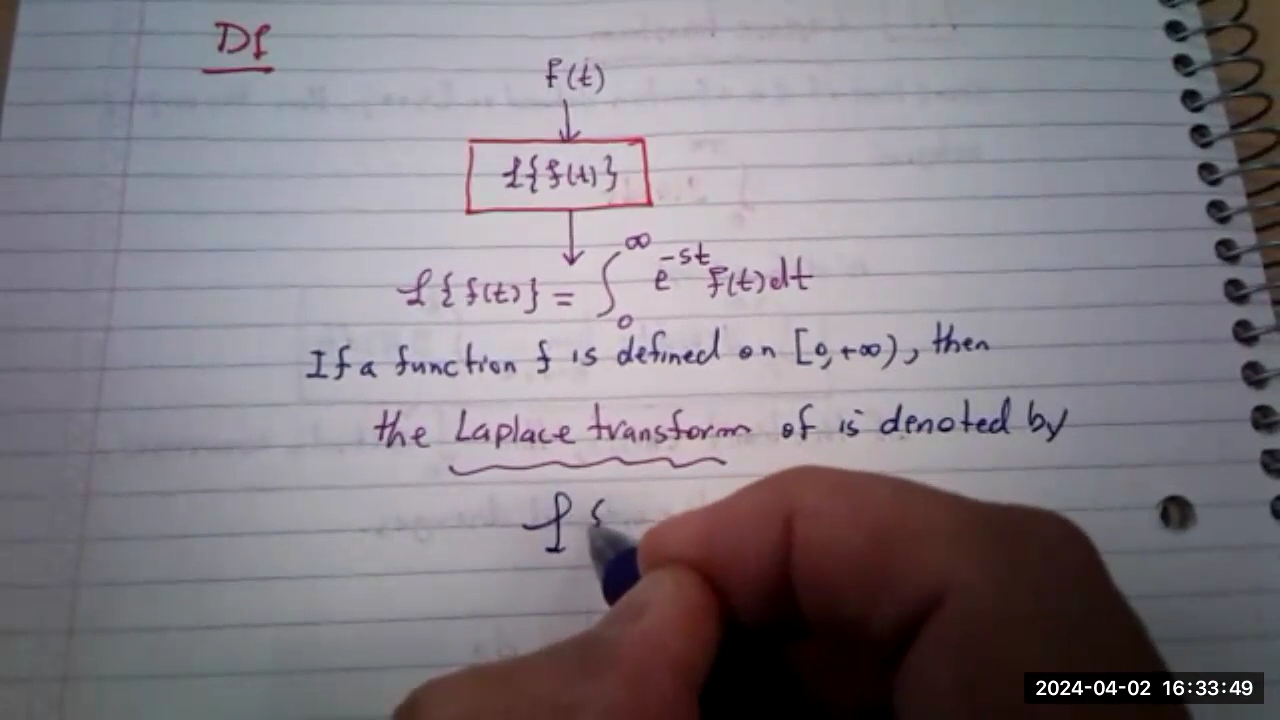 Df
f(t)
ℒ{f(t)}
ℒ{f(t)} = ∫₀^∞ e^{-st} f(t)dt
If a function f is defined on [0,+∞), then
the Laplace transform of is denoted by
ℒ {
2024-04-02 16:33:49